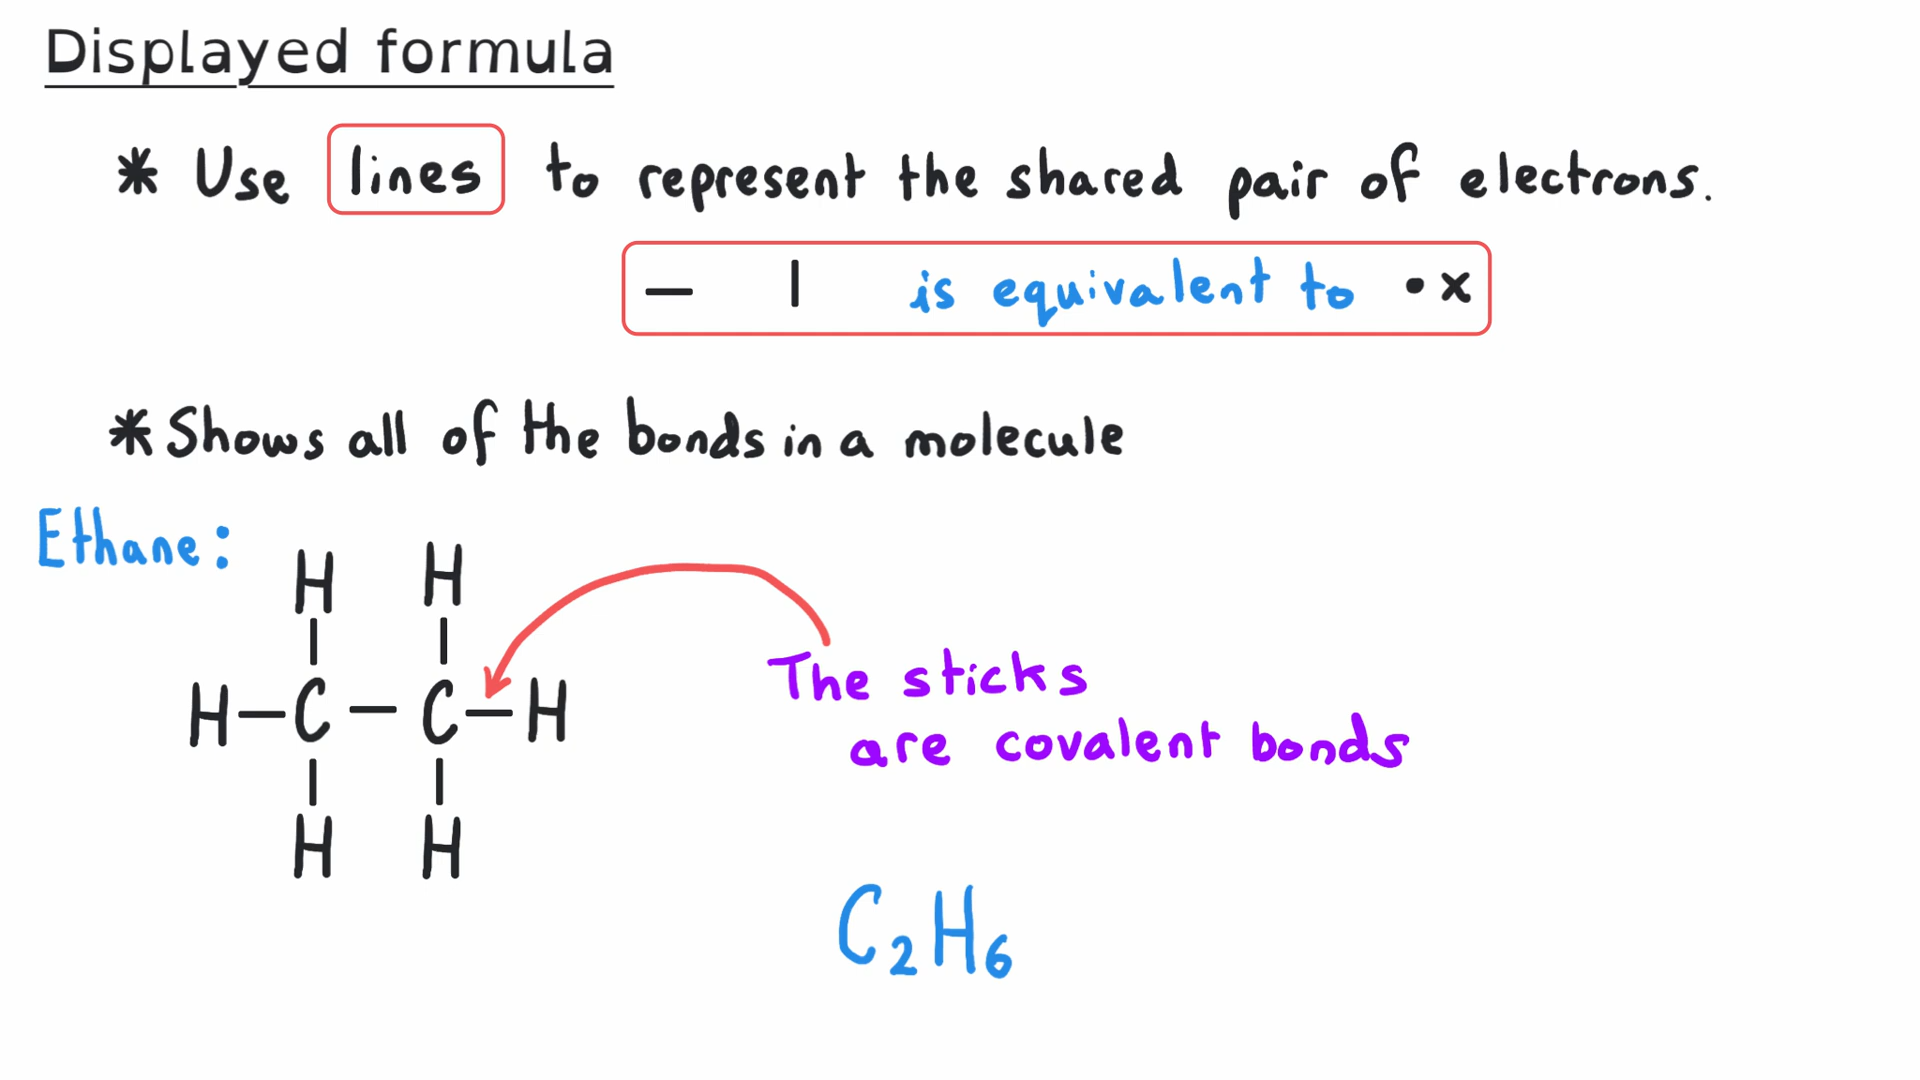 Displayed formula
* Use lines to represent the shared pair of electrons.
— | is equivalent to • x
* Shows all of the bonds in a molecule
Ethane:
H H
| |
H—C—C—H
| |
H H
The sticks
are covalent bonds
C₂H₆